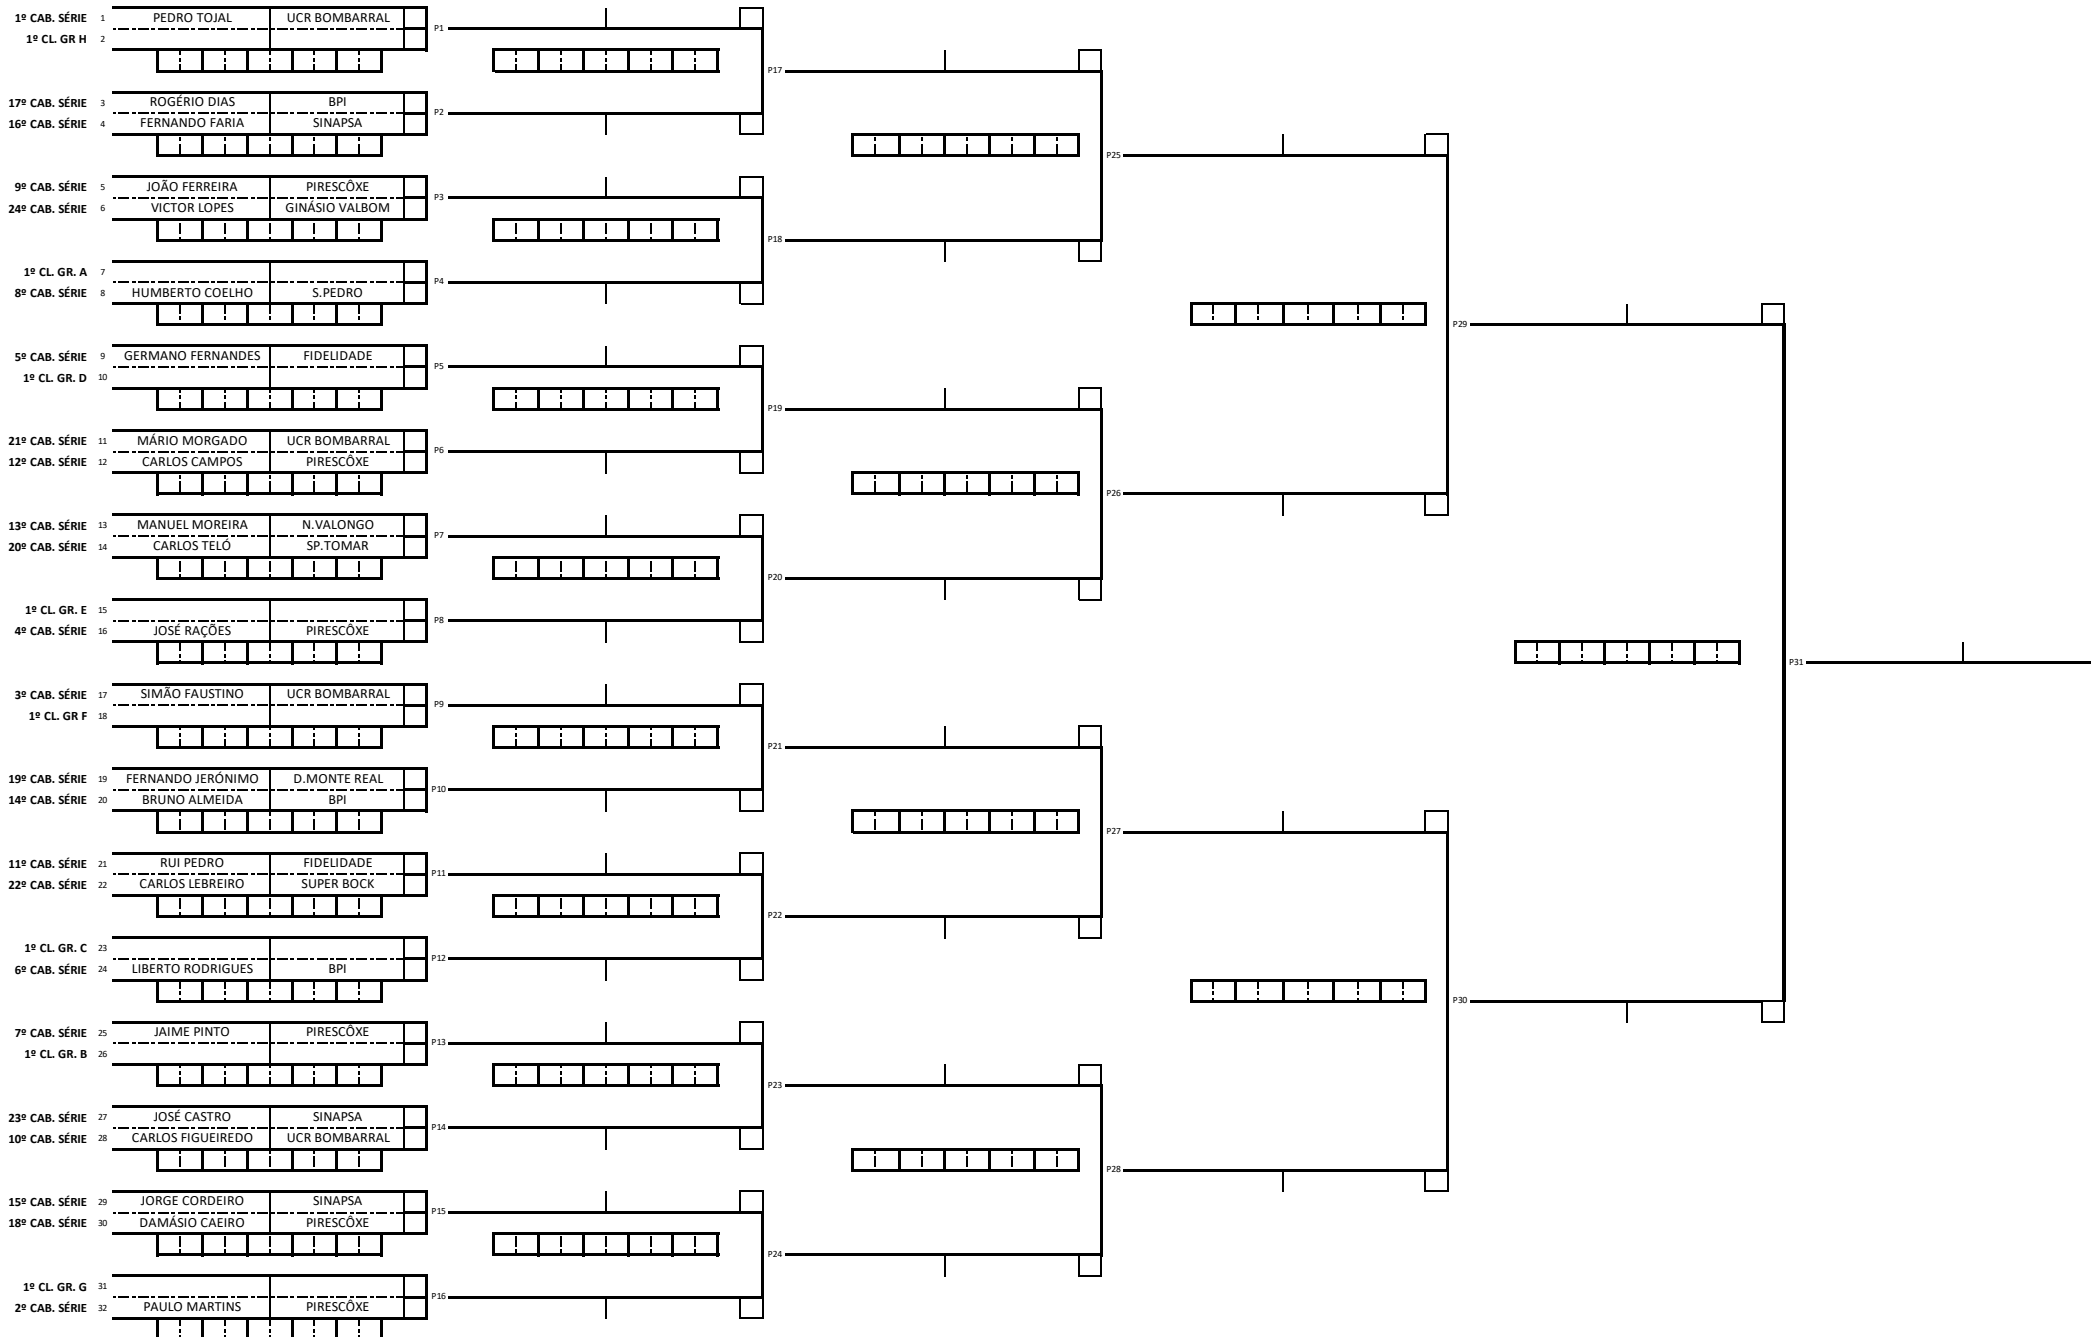 1º CAB. SÉRIE 1 PEDRO TOJAL UCR BOMBARRAL
P1
1º CL. GR H 2
P17
17º CAB. SÉRIE 3 ROGÉRIO DIAS BPI
P2
16º CAB. SÉRIE 4 FERNANDO FARIA SINAPSA
P25
9º CAB. SÉRIE 5 JOÃO FERREIRA PIRESCÔXE
P3
24º CAB. SÉRIE 6 VICTOR LOPES GINÁSIO VALBOM
P18
1º CL. GR. A 7
P4
8º CAB. SÉRIE 8 HUMBERTO COELHO S.PEDRO
P29
5º CAB. SÉRIE 9 GERMANO FERNANDES FIDELIDADE
P5
1º CL. GR. D 10
P19
21º CAB. SÉRIE 11 MÁRIO MORGADO UCR BOMBARRAL
P6
12º CAB. SÉRIE 12 CARLOS CAMPOS PIRESCÔXE
P26
13º CAB. SÉRIE 13 MANUEL MOREIRA N.VALONGO
P7
20º CAB. SÉRIE 14 CARLOS TELÓ SP.TOMAR
P20
1º CL. GR. E 15
P8
4º CAB. SÉRIE 16 JOSÉ RAÇÕES PIRESCÔXE
P31
3º CAB. SÉRIE 17 SIMÃO FAUSTINO UCR BOMBARRAL
P9
1º CL. GR F 18
P21
19º CAB. SÉRIE 19 FERNANDO JERÓNIMO D.MONTE REAL
P10
14º CAB. SÉRIE 20 BRUNO ALMEIDA BPI
P27
11º CAB. SÉRIE 21 RUI PEDRO FIDELIDADE
P11
22º CAB. SÉRIE 22 CARLOS LEBREIRO SUPER BOCK
P22
1º CL. GR. C 23
P12
6º CAB. SÉRIE 24 LIBERTO RODRIGUES BPI
P30
7º CAB. SÉRIE 25 JAIME PINTO PIRESCÔXE
P13
1º CL. GR. B 26
P23
23º CAB. SÉRIE 27 JOSÉ CASTRO SINAPSA
P14
10º CAB. SÉRIE 28 CARLOS FIGUEIREDO UCR BOMBARRAL
P28
15º CAB. SÉRIE 29 JORGE CORDEIRO SINAPSA
P15
18º CAB. SÉRIE 30 DAMÁSIO CAEIRO PIRESCÔXE
P24
1º CL. GR. G 31
P16
2º CAB. SÉRIE 32 PAULO MARTINS PIRESCÔXE